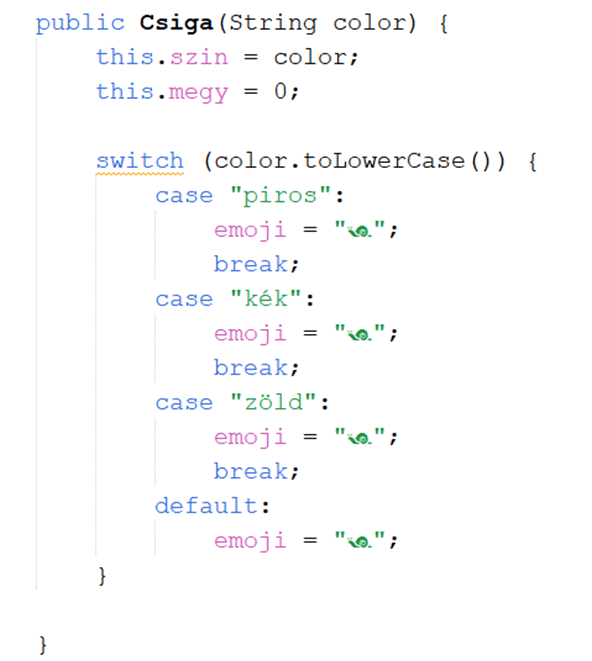 public Csiga(String color) {
this.szin = color;
this.megy = 0;
switch (color.toLowerCase()) {
case "piros":
emoji = "🐌";
break;
case "kék":
emoji = "🐌";
break;
case "zöld":
emoji = "🐌";
break;
default:
emoji = "🐌";
}
}